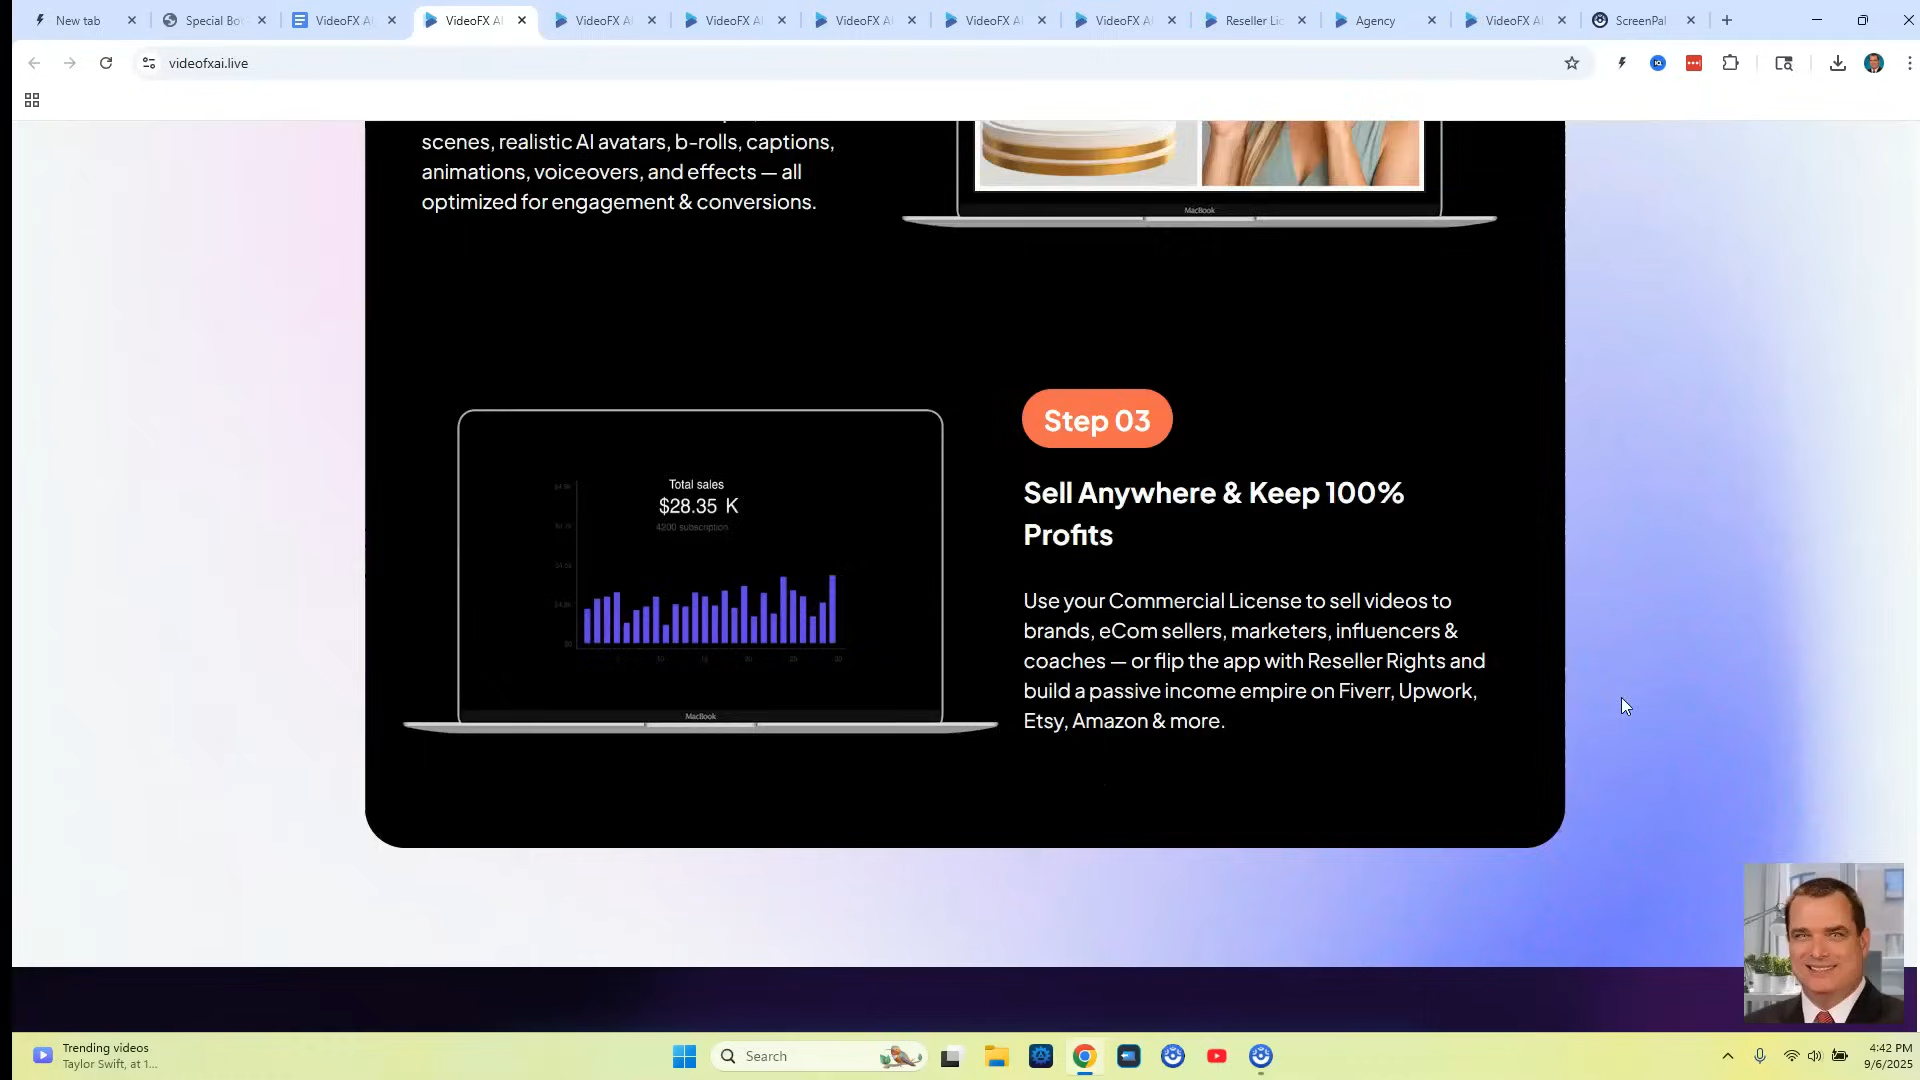 New tab
Special Bo
VideoFX A
VideoFX A
VideoFX A
VideoFX A
VideoFX A
VideoFX A
VideoFX A
Reseller Lic
Agency
VideoFX A
ScreenPal
videofxai.live
scenes, realistic AI avatars, b-rolls, captions,
animations, voiceovers, and effects — all
optimized for engagement & conversions.
MacBook
Total sales
$28.35 K
4200 subscription
MacBook
Step 03
Sell Anywhere & Keep 100%
Profits
Use your Commercial License to sell videos to
brands, eCom sellers, marketers, influencers &
coaches — or flip the app with Reseller Rights and
build a passive income empire on Fiverr, Upwork,
Etsy, Amazon & more.
Trending videos
Taylor Swift, at 1...
Search
4:42 PM
9/6/2025